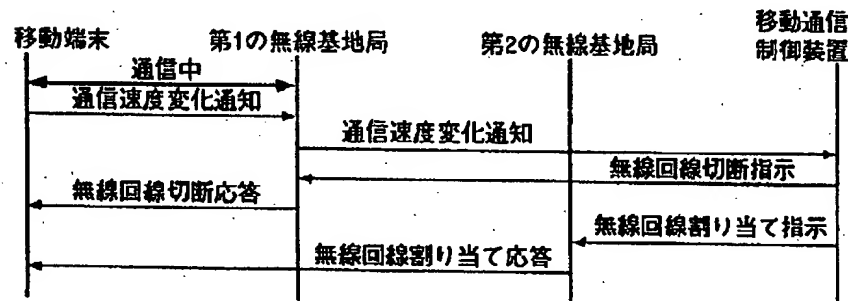 移動端末
第1の無線基地局
第2の無線基地局
移動通信
制御装置
通信中
通信速度変化通知
通信速度変化通知
無線回線切断指示
無線回線切断応答
無線回線割り当て指示
無線回線割り当て応答